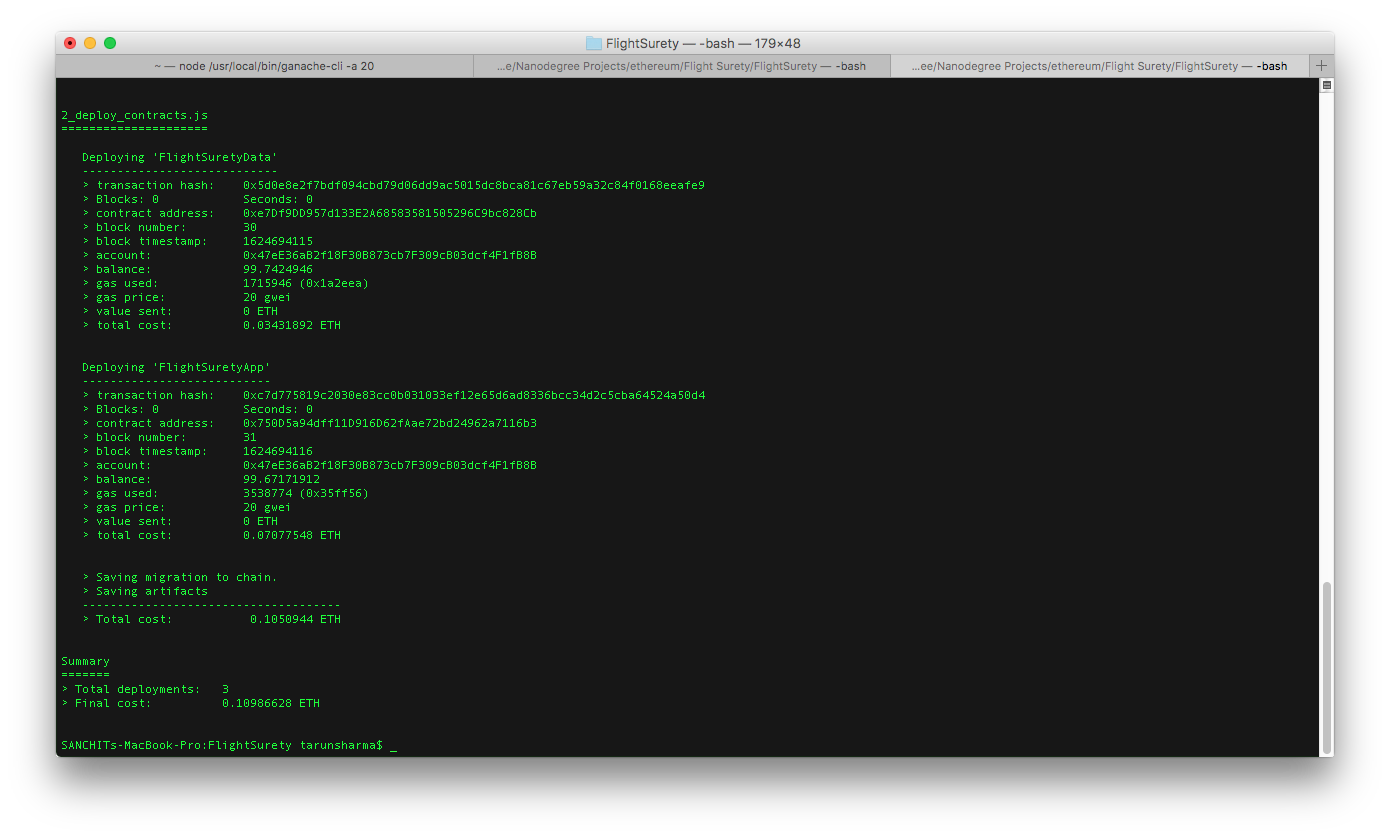 FlightSurety — -bash — 179×48
~ — node /usr/local/bin/ganache-cli -a 20
...e/Nanodegree Projects/ethereum/Flight Surety/FlightSurety — -bash
...ee/Nanodegree Projects/ethereum/Flight Surety/FlightSurety — -bash
2_deploy_contracts.js
=====================
Deploying 'FlightSuretyData'
----------------------------
> transaction hash:    0x5d0e8e2f7bdf094cbd79d06dd9ac5015dc8bca81c67eb59a32c84f0168eeafe9
> Blocks: 0            Seconds: 0
> contract address:    0xe7Df9DD957d133E2A68583581505296C9bc828Cb
> block number:        30
> block timestamp:     1624694115
> account:             0x47eE36aB2f18F30B873cb7F309cB03dcf4F1fB8B
> balance:             99.7424946
> gas used:            1715946 (0x1a2eea)
> gas price:           20 gwei
> value sent:          0 ETH
> total cost:          0.03431892 ETH
Deploying 'FlightSuretyApp'
---------------------------
> transaction hash:    0xc7d775819c2030e83cc0b031033ef12e65d6ad8336bcc34d2c5cba64524a50d4
> Blocks: 0            Seconds: 0
> contract address:    0x750D5a94dff11D916D62fAae72bd24962a7116b3
> block number:        31
> block timestamp:     1624694116
> account:             0x47eE36aB2f18F30B873cb7F309cB03dcf4F1fB8B
> balance:             99.67171912
> gas used:            3538774 (0x35ff56)
> gas price:           20 gwei
> value sent:          0 ETH
> total cost:          0.07077548 ETH
> Saving migration to chain.
> Saving artifacts
-------------------------------------
> Total cost:           0.1050944 ETH
Summary
=======
> Total deployments:   3
> Final cost:          0.10986628 ETH
SANCHITs-MacBook-Pro:FlightSurety tarunsharma$ _